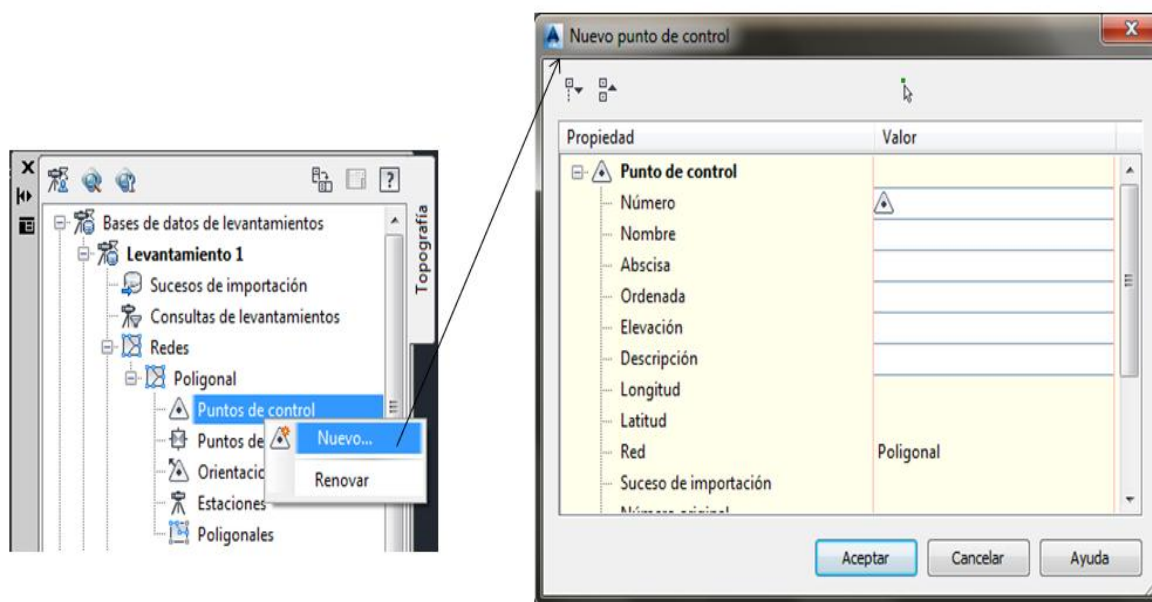 Topografía
Bases de datos de levantamientos
Levantamiento 1
Sucesos de importación
Consultas de levantamientos
Redes
Poligonal
Puntos de control
Puntos de
Orientacio
Estaciones
Poligonales
Nuevo...
Renovar
Nuevo punto de control
Propiedad Valor
Punto de control
Número
Nombre
Abscisa
Ordenada
Elevación
Descripción
Longitud
Latitud
Red Poligonal
Suceso de importación
Número original
Aceptar Cancelar Ayuda